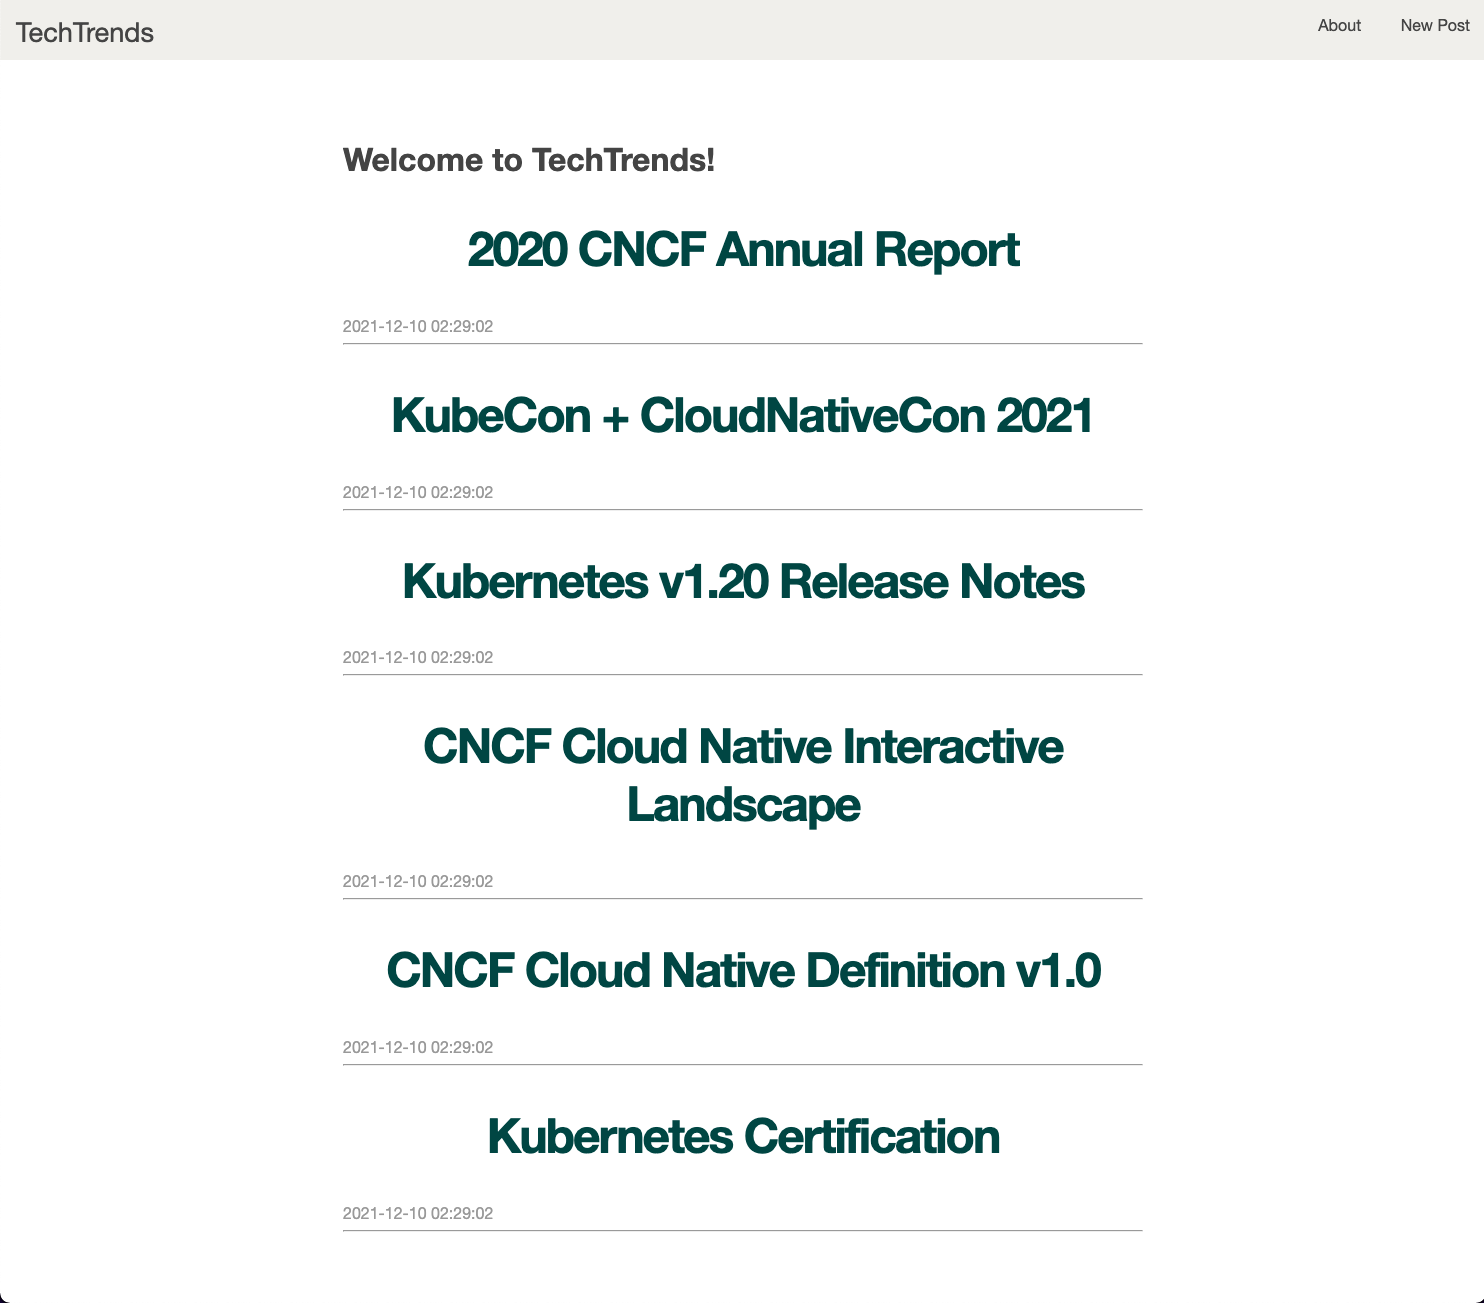 TechTrends
About
New Post
Welcome to TechTrends!
2020 CNCF Annual Report
2021-12-10 02:29:02
KubeCon + CloudNativeCon 2021
2021-12-10 02:29:02
Kubernetes v1.20 Release Notes
2021-12-10 02:29:02
CNCF Cloud Native Interactive
Landscape
2021-12-10 02:29:02
CNCF Cloud Native Definition v1.0
2021-12-10 02:29:02
Kubernetes Certification
2021-12-10 02:29:02